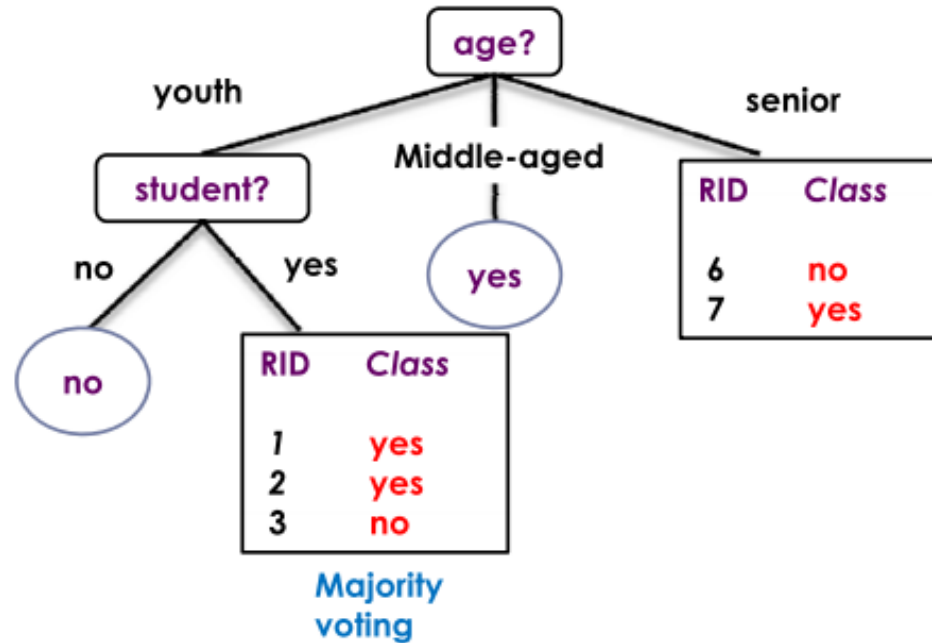 age?
youth
senior
Middle-aged
student?
RID Class
no
yes
yes
6 no
7 yes
no
RID Class
1 yes
2 yes
3 no
Majority
voting